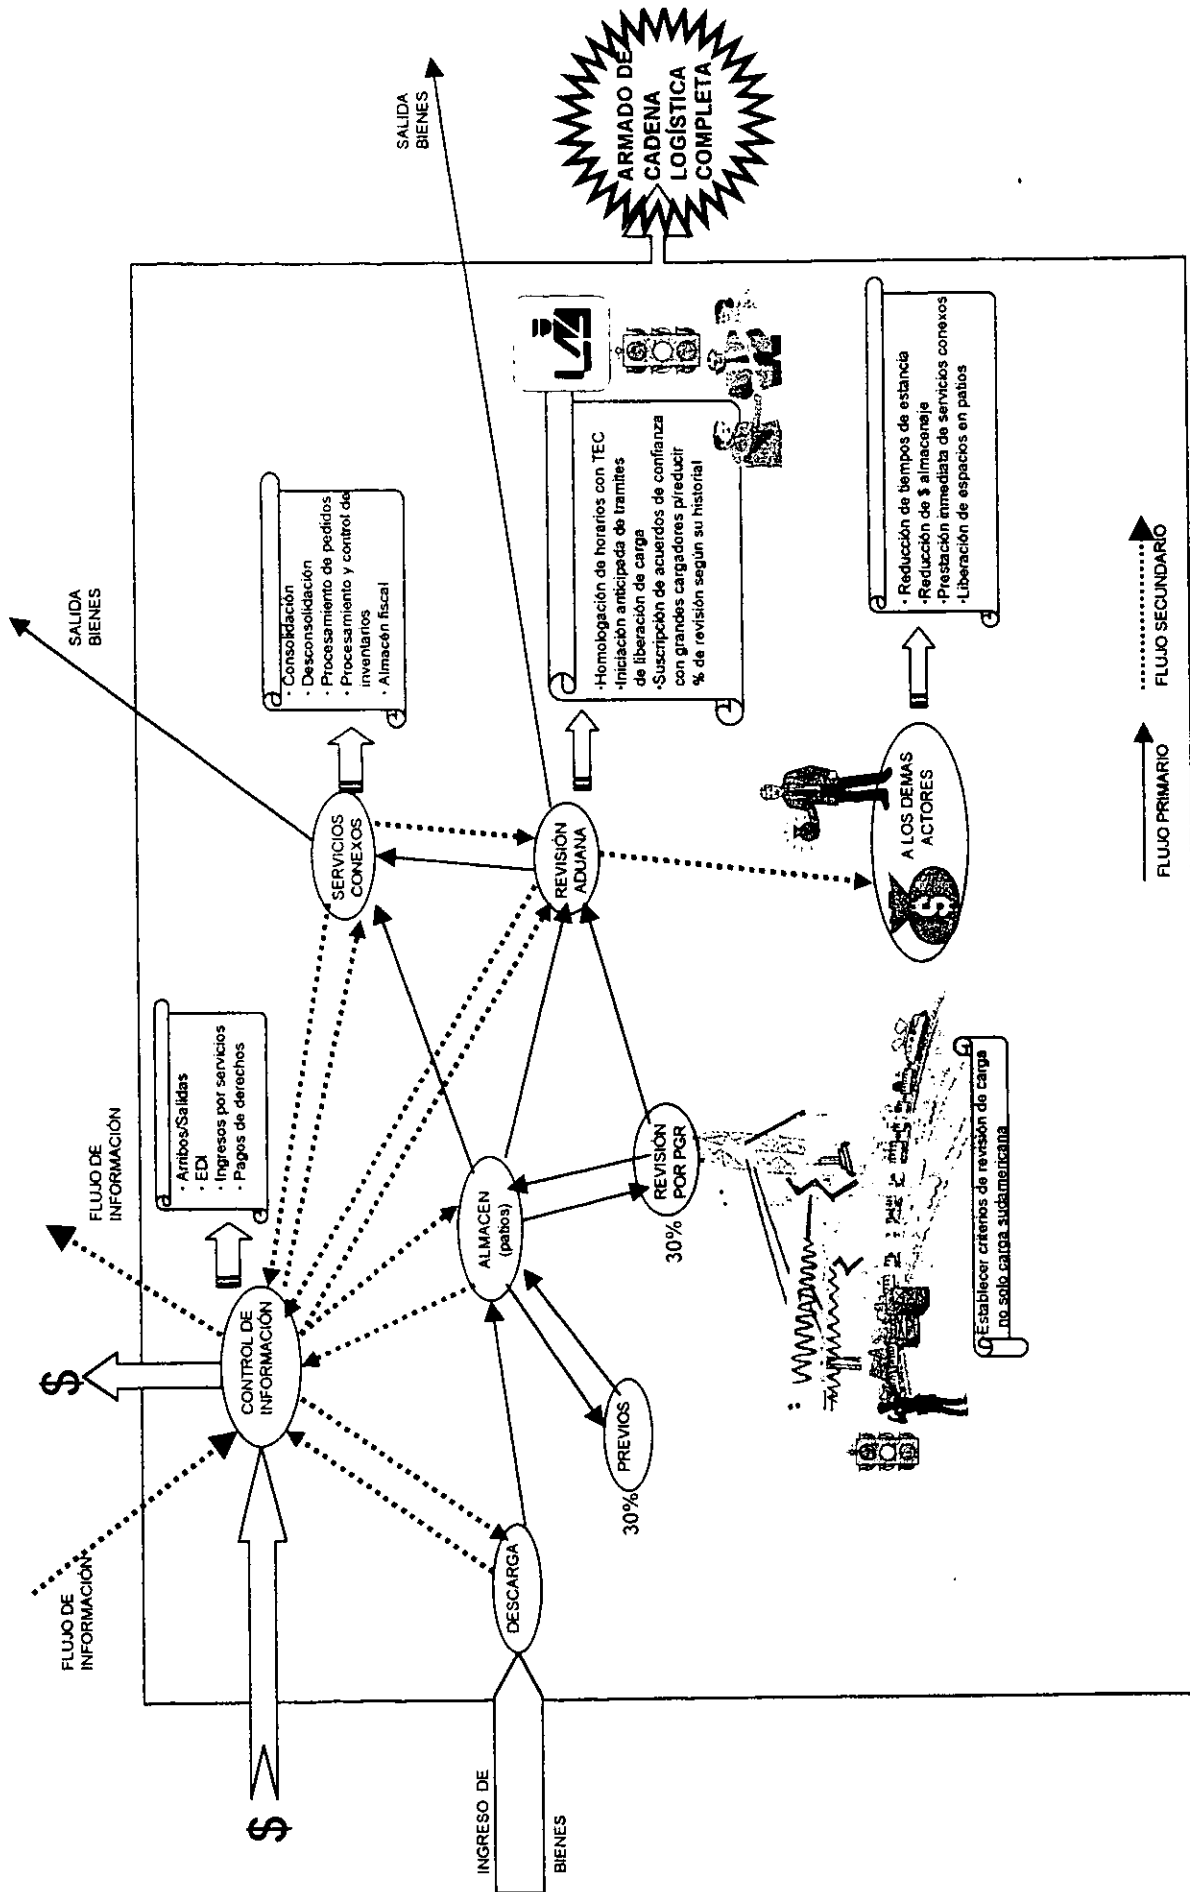 FLUJO DE
INFORMACIÓN
FLUJO DE
INFORMACIÓN
SALIDA
BIENES
SALIDA
BIENES
$
$
CONTROL DE
INFORMACIÓN
· Arribos/Salidas
· EDI
· Ingresos por servicios
· Pagos de derechos
SERVICIOS
CONEXOS
· Consolidación
· Desconsolidación
· Procesamiento de pedidos
· Procesamiento y control de
inventarios
· Almacén fiscal
ARMADO DE
CADENA
LOGÍSTICA
COMPLETA
INGRESO DE
BIENES
DESCARGA
ALMACEN
(patios)
REVISIÓN
ADUANA
·Homologación de horarios con TEC
·Iniciación anticipada de tramites
de liberación de carga
·Suscripción de acuerdos de confianza
con grandes cargadores p/reducir
% de revisión según su historial
PREVIOS
30%
REVISIÓN
POR PGR
30%
A LOS DEMAS
ACTORES
$
· Reducción de tiempos de estancia
·Reducción de $ almacenaje
·Prestación inmediata de servicios conexos
·Liberación de espacios en patios
Establecer criterios de revisión de carga
no solo carga sudamericana
FLUJO PRIMARIO
FLUJO SECUNDARIO